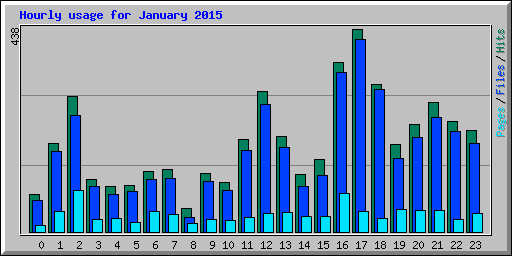 Hourly usage for January 2015
438
Pages/Files/Hits
0 1 2 3 4 5 6 7 8 9 10 11 12 13 14 15 16 17 18 19 20 21 22 23